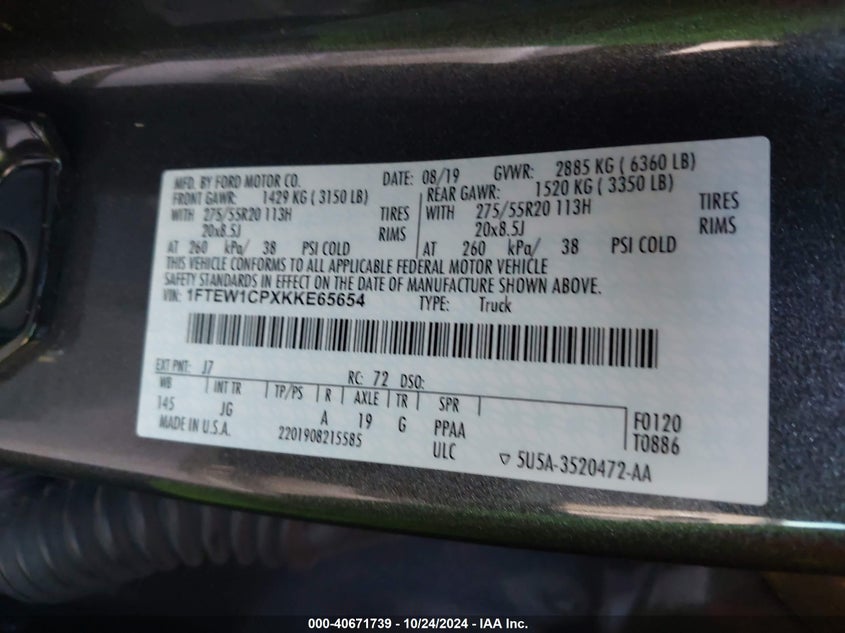 MFD. BY FORD MOTOR CO. DATE: 08/19 GVWR: 2885 KG ( 6360 LB)
FRONT GAWR: 1429 KG ( 3150 LB) REAR GAWR: 1520 KG ( 3350 LB)
WITH 275/55R20 113H TIRES WITH 275/55R20 113H TIRES
20x8.5J RIMS 20x8.5J RIMS
AT 260 kPa/ 38 PSI COLD AT 260 kPa/ 38 PSI COLD
THIS VEHICLE CONFORMS TO ALL APPLICABLE FEDERAL MOTOR VEHICLE
SAFETY STANDARDS IN EFFECT ON THE DATE OF MANUFACTURE SHOWN ABOVE.
VIN: 1FTEW1CPXKKE65654 TYPE: Truck
EXT PNT: J7 RC: 72 DSO:
WB INT TR TP/PS R AXLE TR SPR
145 JG A 19 G PPAA F0120
MADE IN U.S.A. 2201908215585 ULC T0886
5U5A-3520472-AA
000-40671739 - 10/24/2024 - IAA Inc.